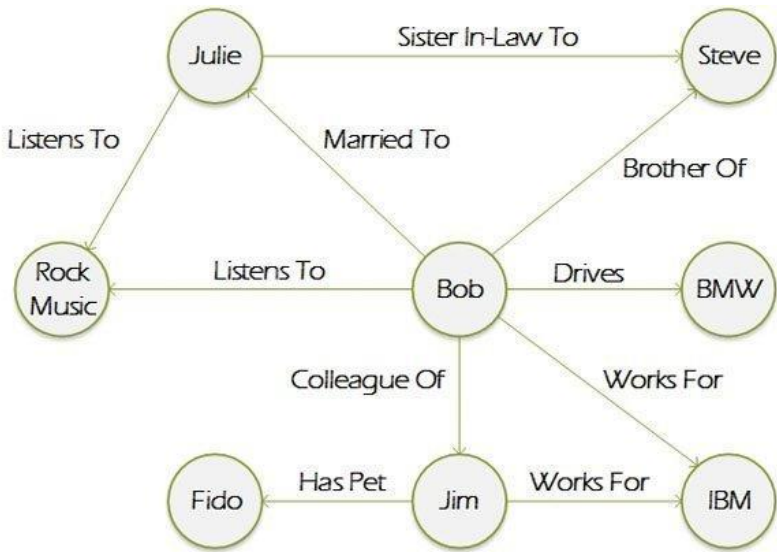 Julie
Sister In-Law To
Steve
Listens To
Married To
Brother Of
Rock
Music
Listens To
Bob
Drives
BMW
Colleague Of
Works For
Fido
Has Pet
Jim
Works For
IBM